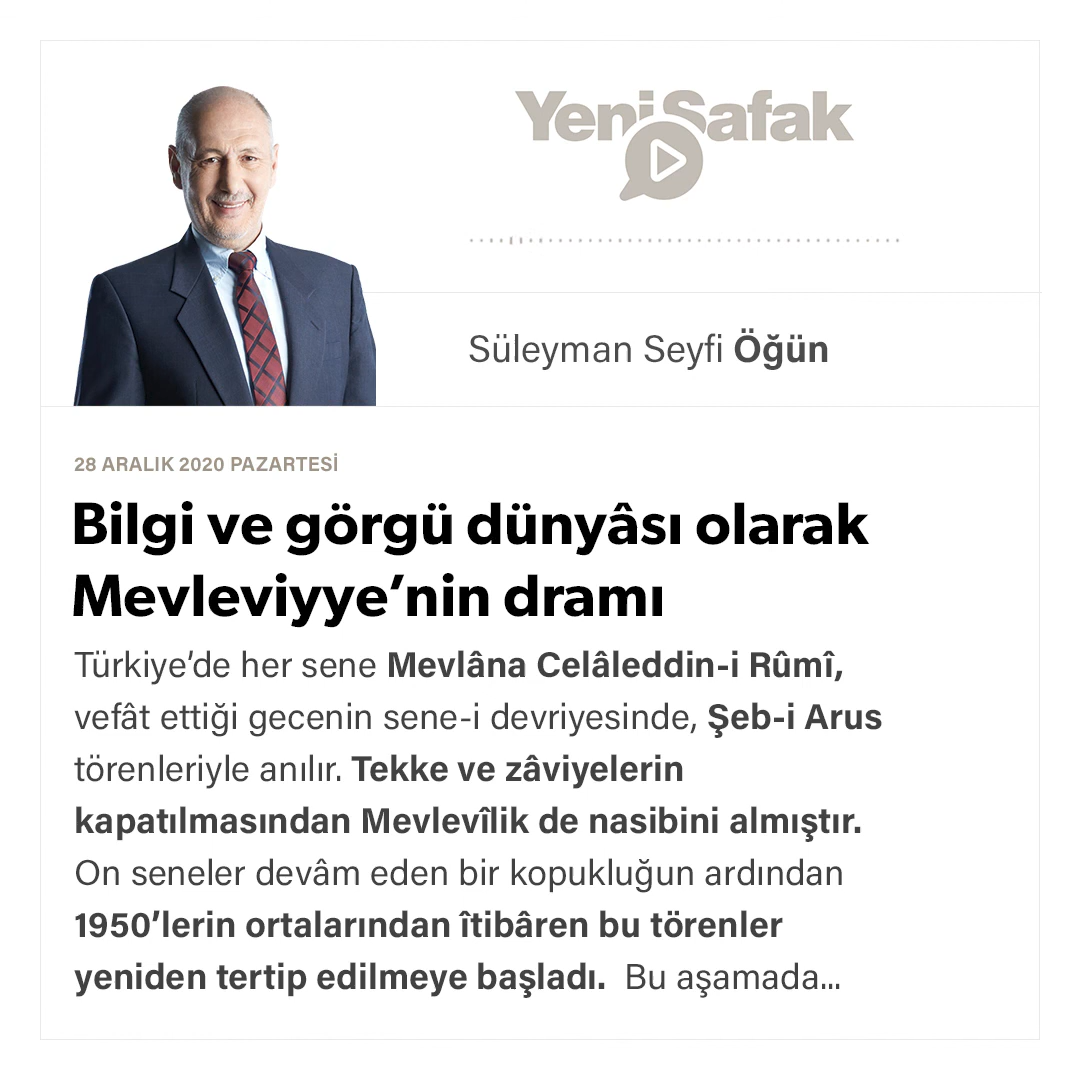 YeniSafak
Süleyman Seyfi Öğün
28 ARALIK 2020 PAZARTESİ
Bilgi ve görgü dünyâsı olarak
Mevleviyye’nin dramı
Türkiye’de her sene Mevlâna Celâleddin-i Rûmî,
vefât ettiği gecenin sene-i devriyesinde, Şeb-i Arus
törenleriyle anılır. Tekke ve zâviyelerin
kapatılmasından Mevlevîlik de nasibini almıştır.
On seneler devâm eden bir kopukluğun ardından
1950’lerin ortalarından îtibâren bu törenler
yeniden tertip edilmeye başladı.  Bu aşamada...